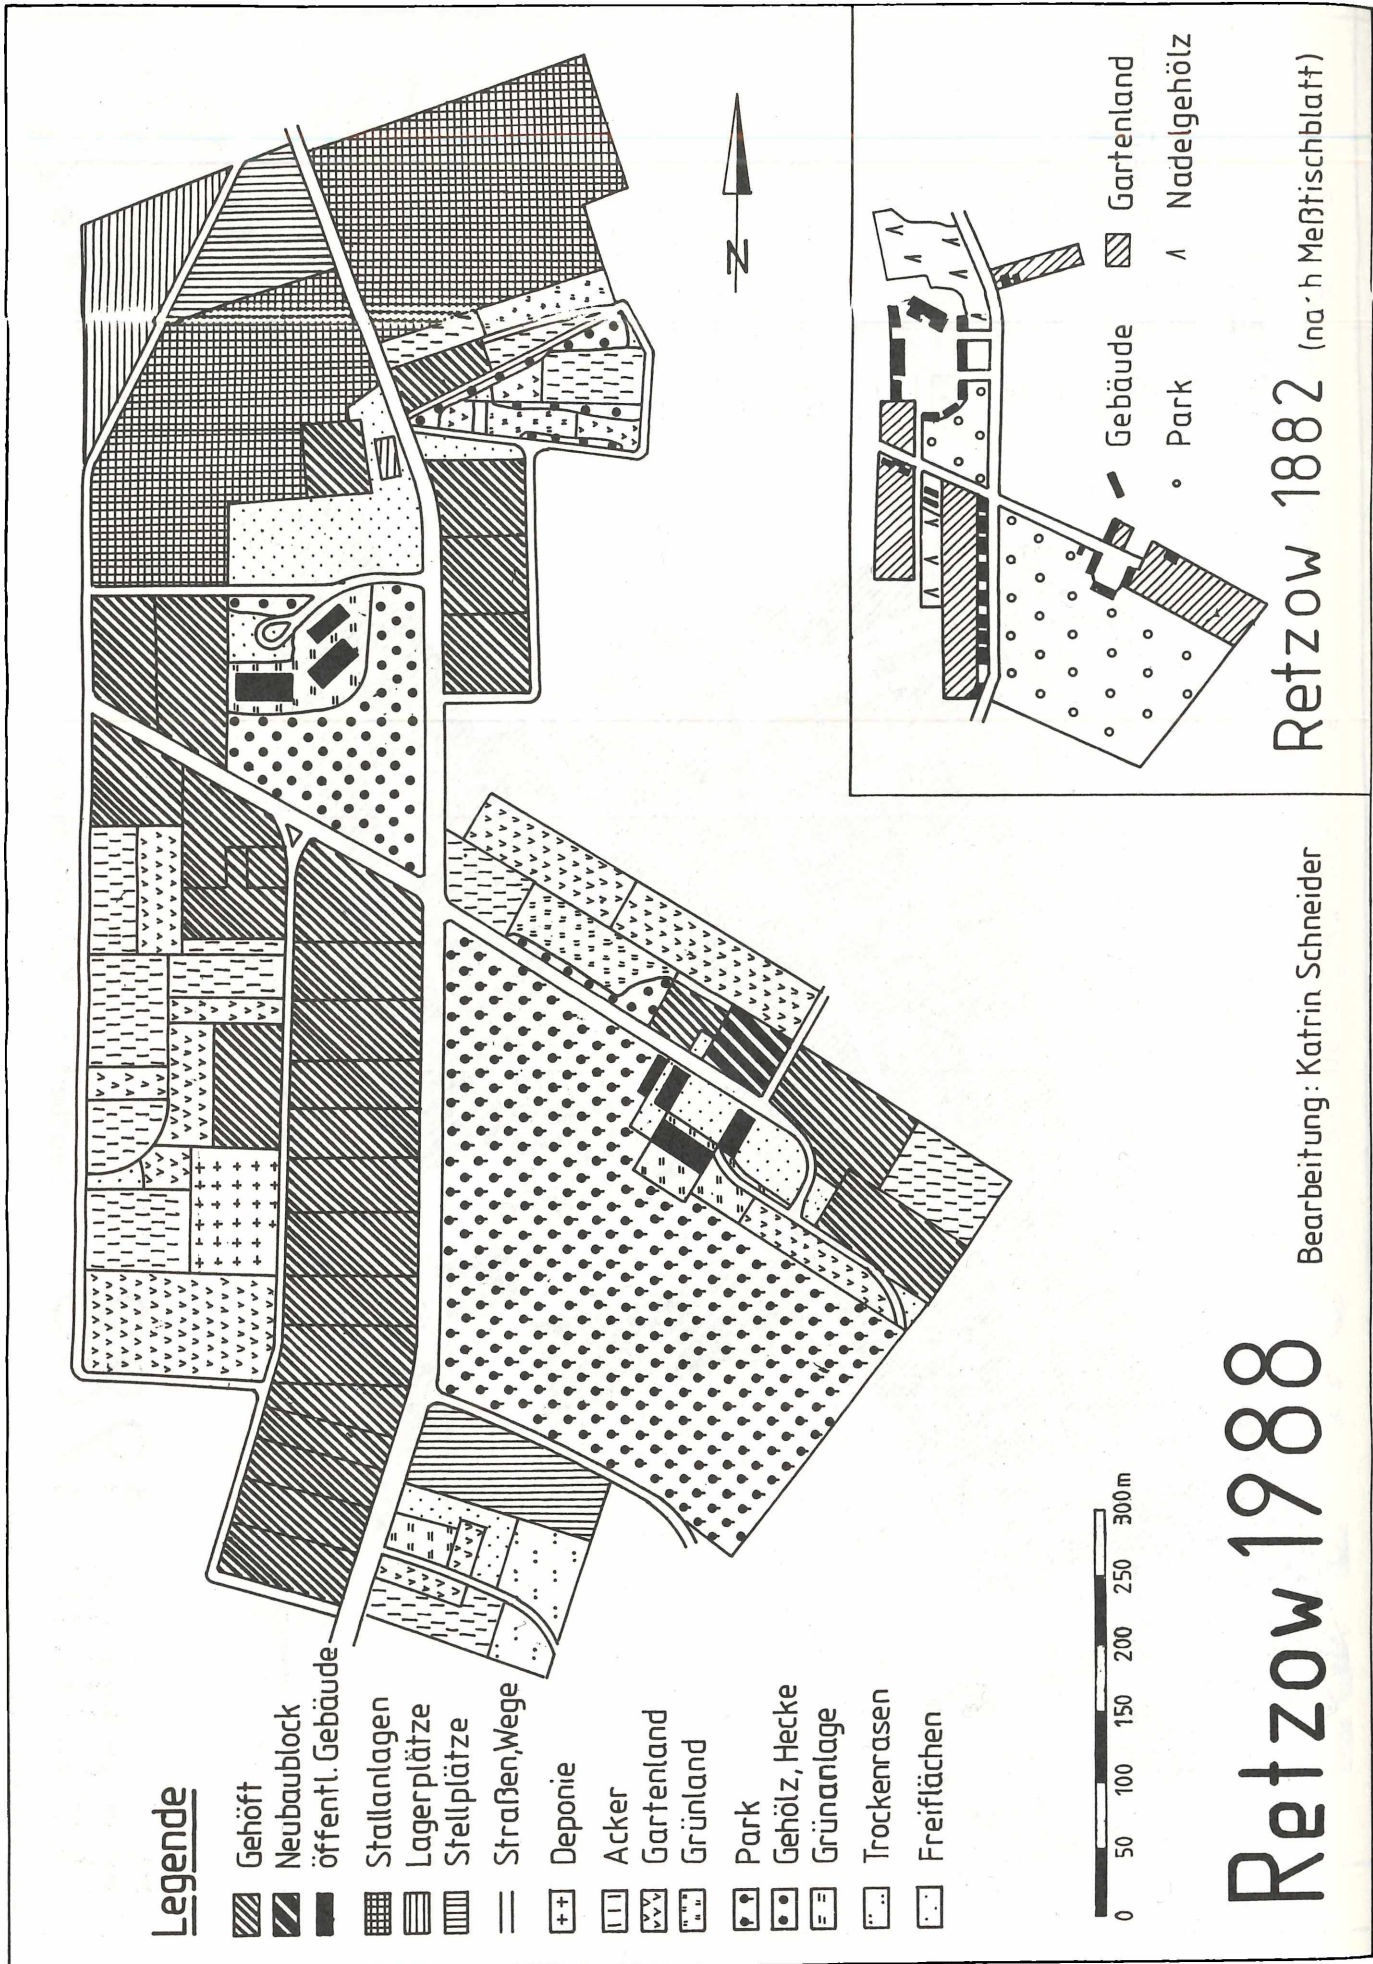 Legende
Gehöft
Neubaublock
öffentl. Gebäude
Stallanlagen
Lagerplätze
Stellplätze
Straßen,Wege
Deponie
Acker
Gartenland
Grünland
Park
Gehölz, Hecke
Grünanlage
Trockenrasen
Freiflächen
0 50 100 150 200 250 300m
Retzow 1988
Bearbeitung: Katrin Schneider
N
Gebäude
Gartenland
Park
Nadelgehölz
Retzow 1882 (na h Meßtischblatt)